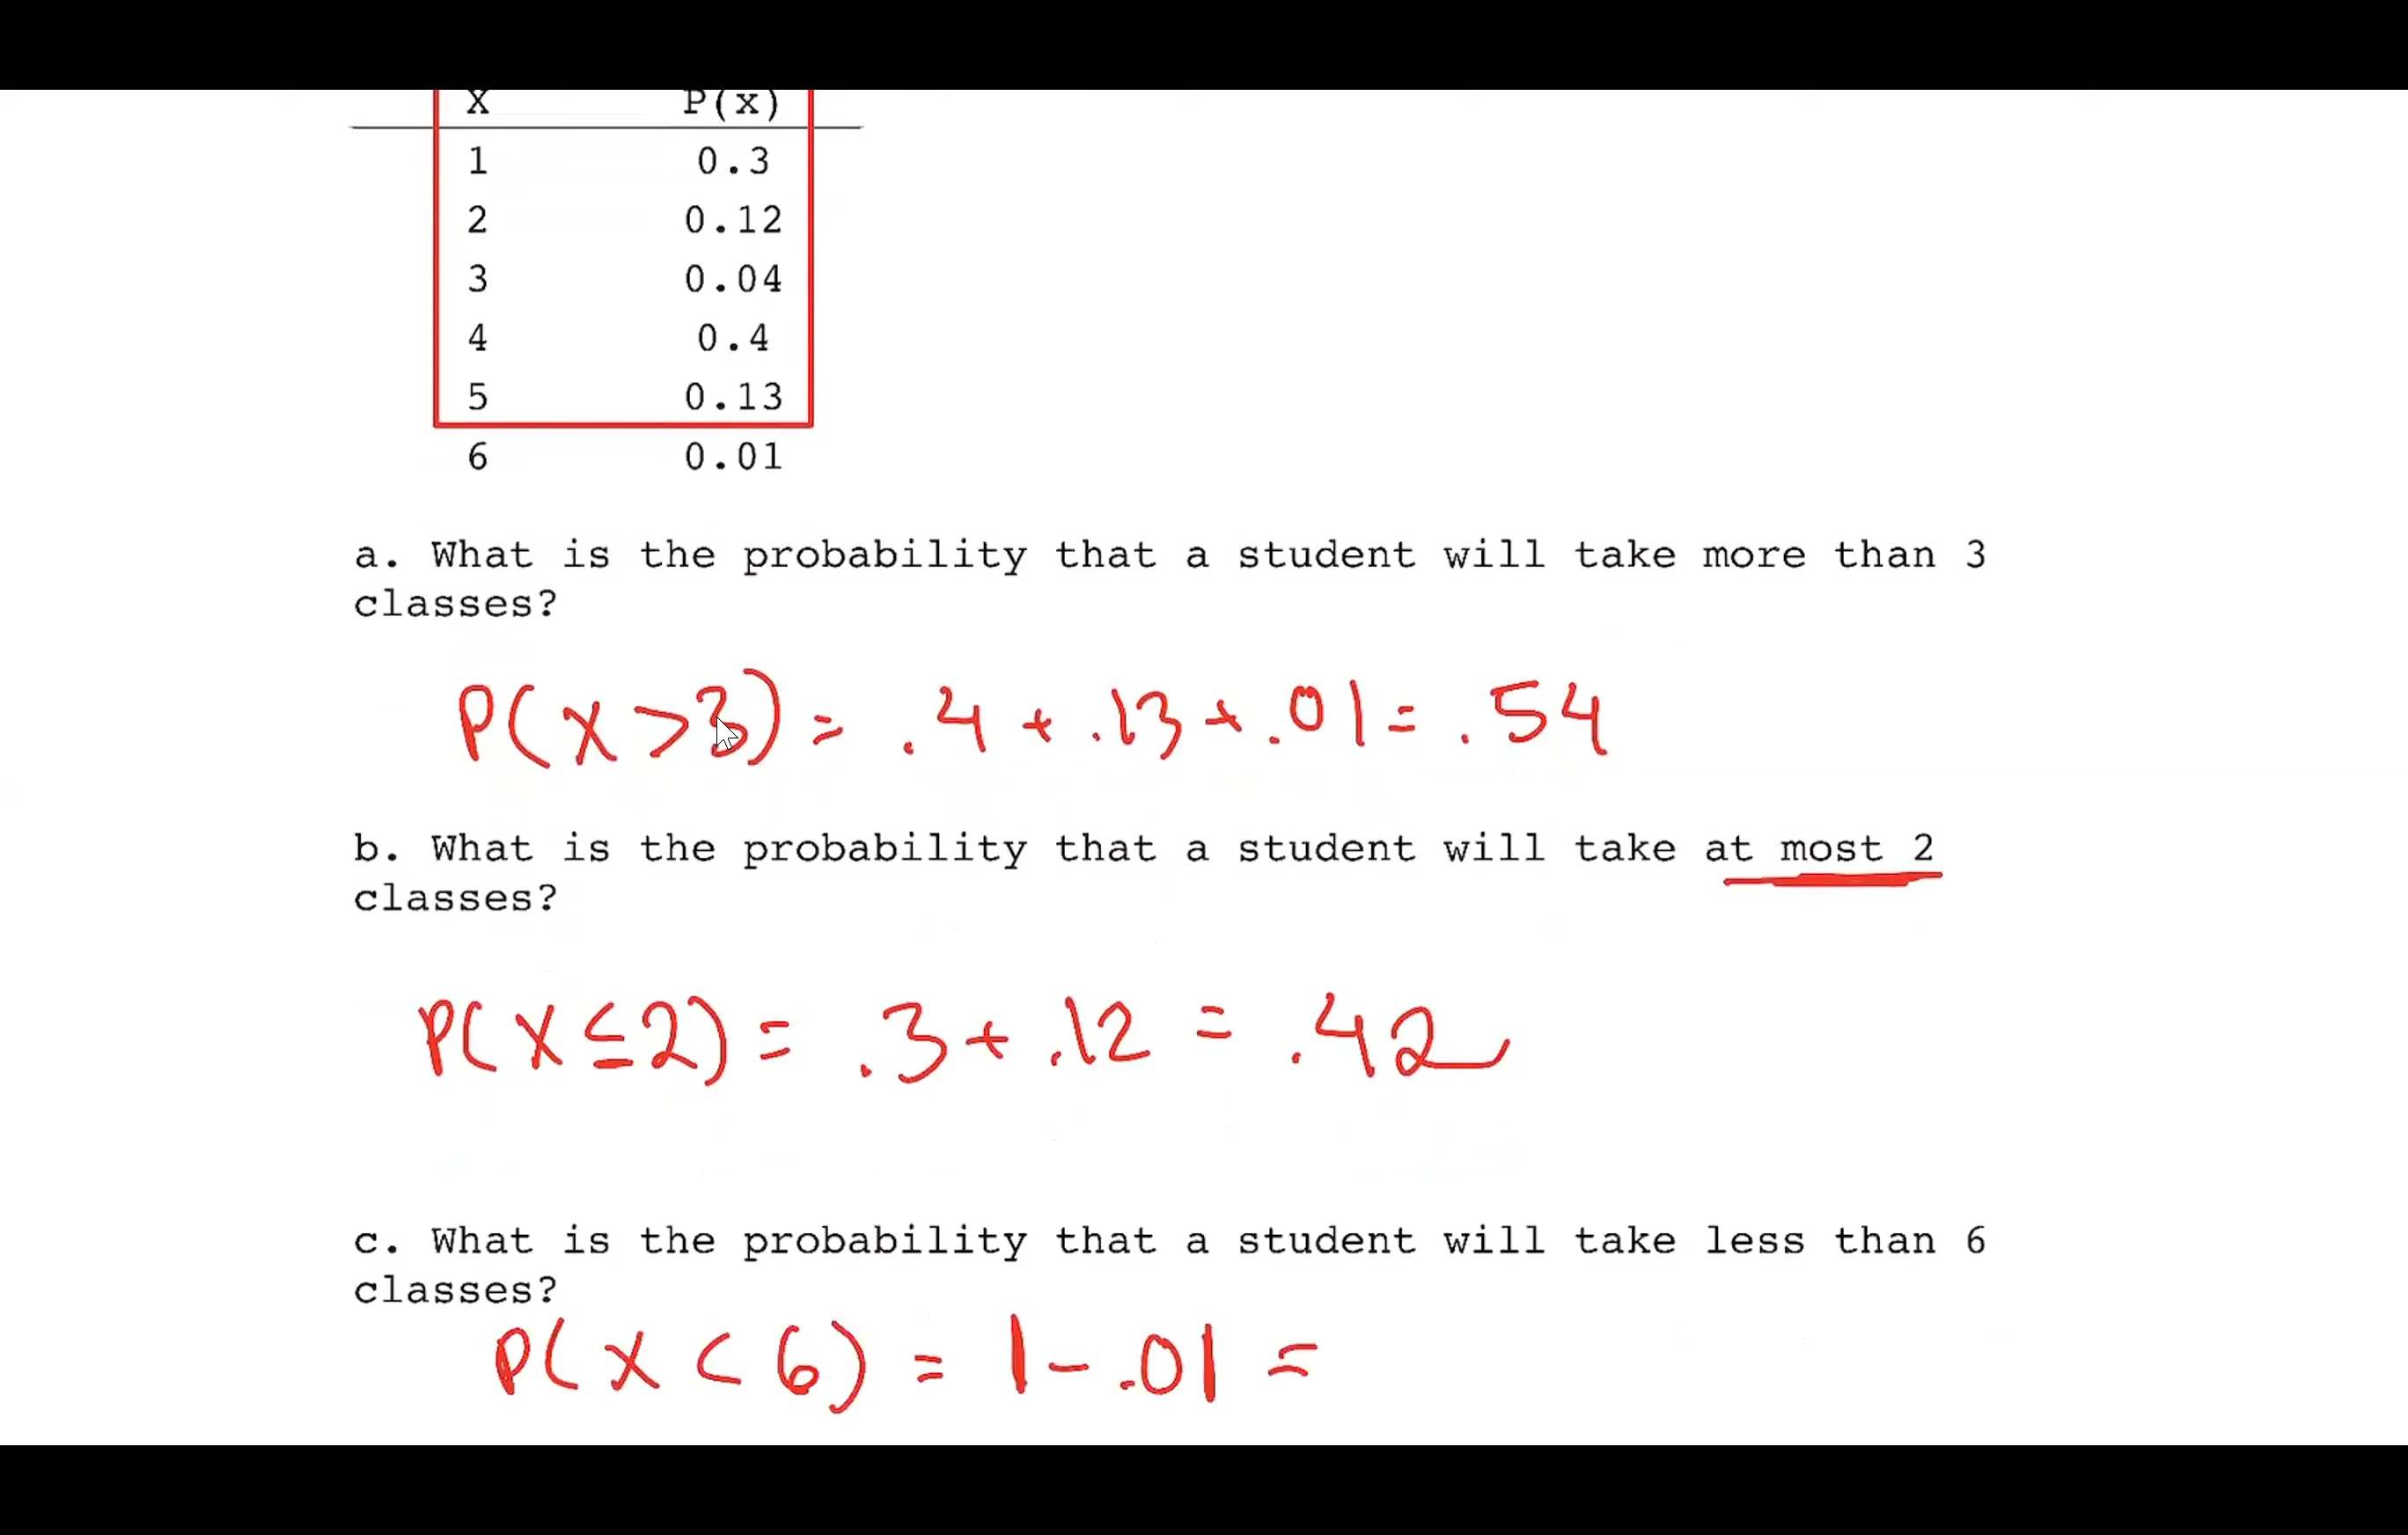 X P(x)
1 0.3
2 0.12
3 0.04
4 0.4
5 0.13
6 0.01
a. What is the probability that a student will take more than 3
classes?
P(X>3) = .4 + .13 + .01 = .54
b. What is the probability that a student will take at most 2
classes?
P(X≤2) = .3 + .12 = .42
c. What is the probability that a student will take less than 6
classes?
P(X<6) = 1 - .01 =